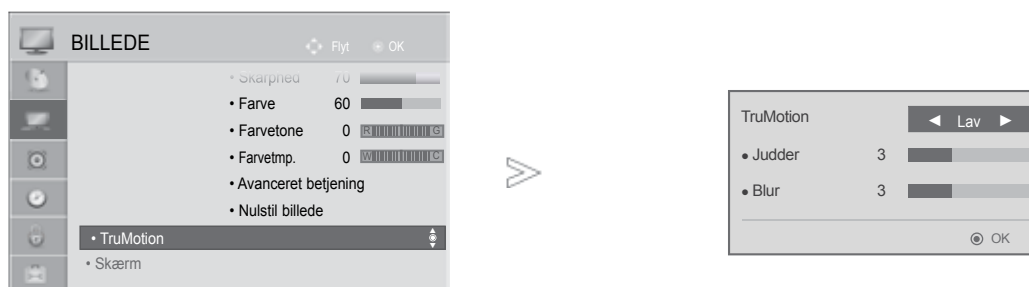 BILLEDE Flyt OK
• Skarphed 70
• Farve 60
• Farvetone 0 R G
• Farvetmp. 0 W C
• Avanceret betjening
• Nulstil billede
• TruMotion
• Skærm
TruMotion ◄ Lav ►
• Judder 3
• Blur 3
OK